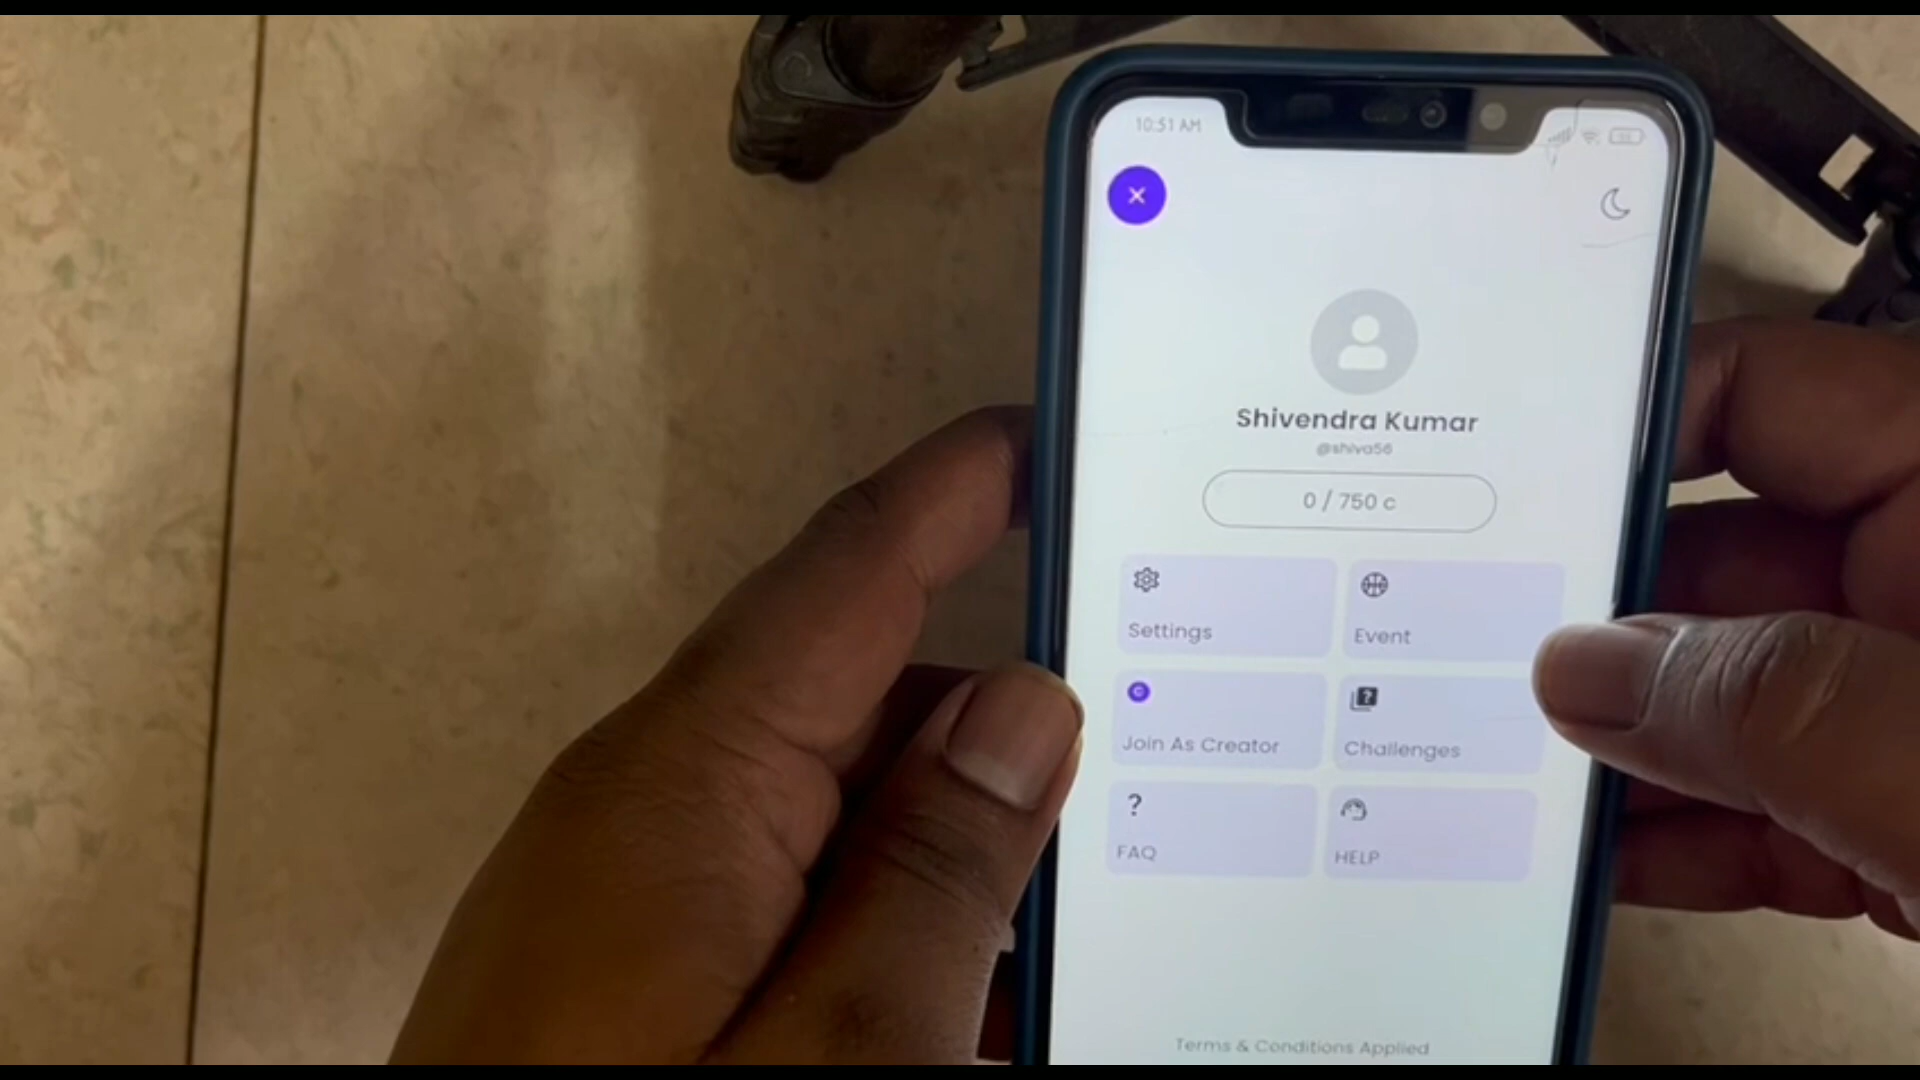 10:51 AM
Shivendra Kumar
@shiva56
0 / 750 c
Settings
Event
Join As Creator
Challenges
?
FAQ
HELP
Terms & Conditions Applied